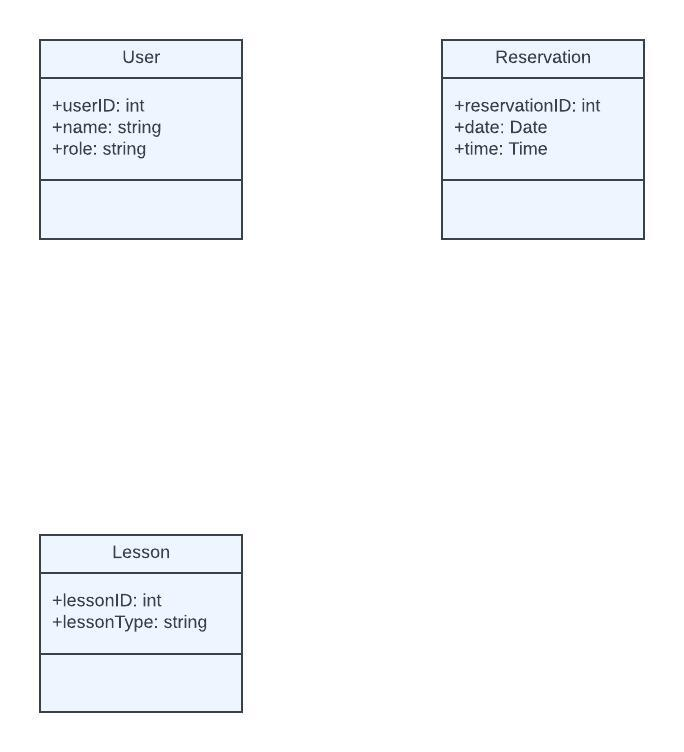 User
+userID: int
+name: string
+role: string
Reservation
+reservationID: int
+date: Date
+time: Time
Lesson
+lessonID: int
+lessonType: string